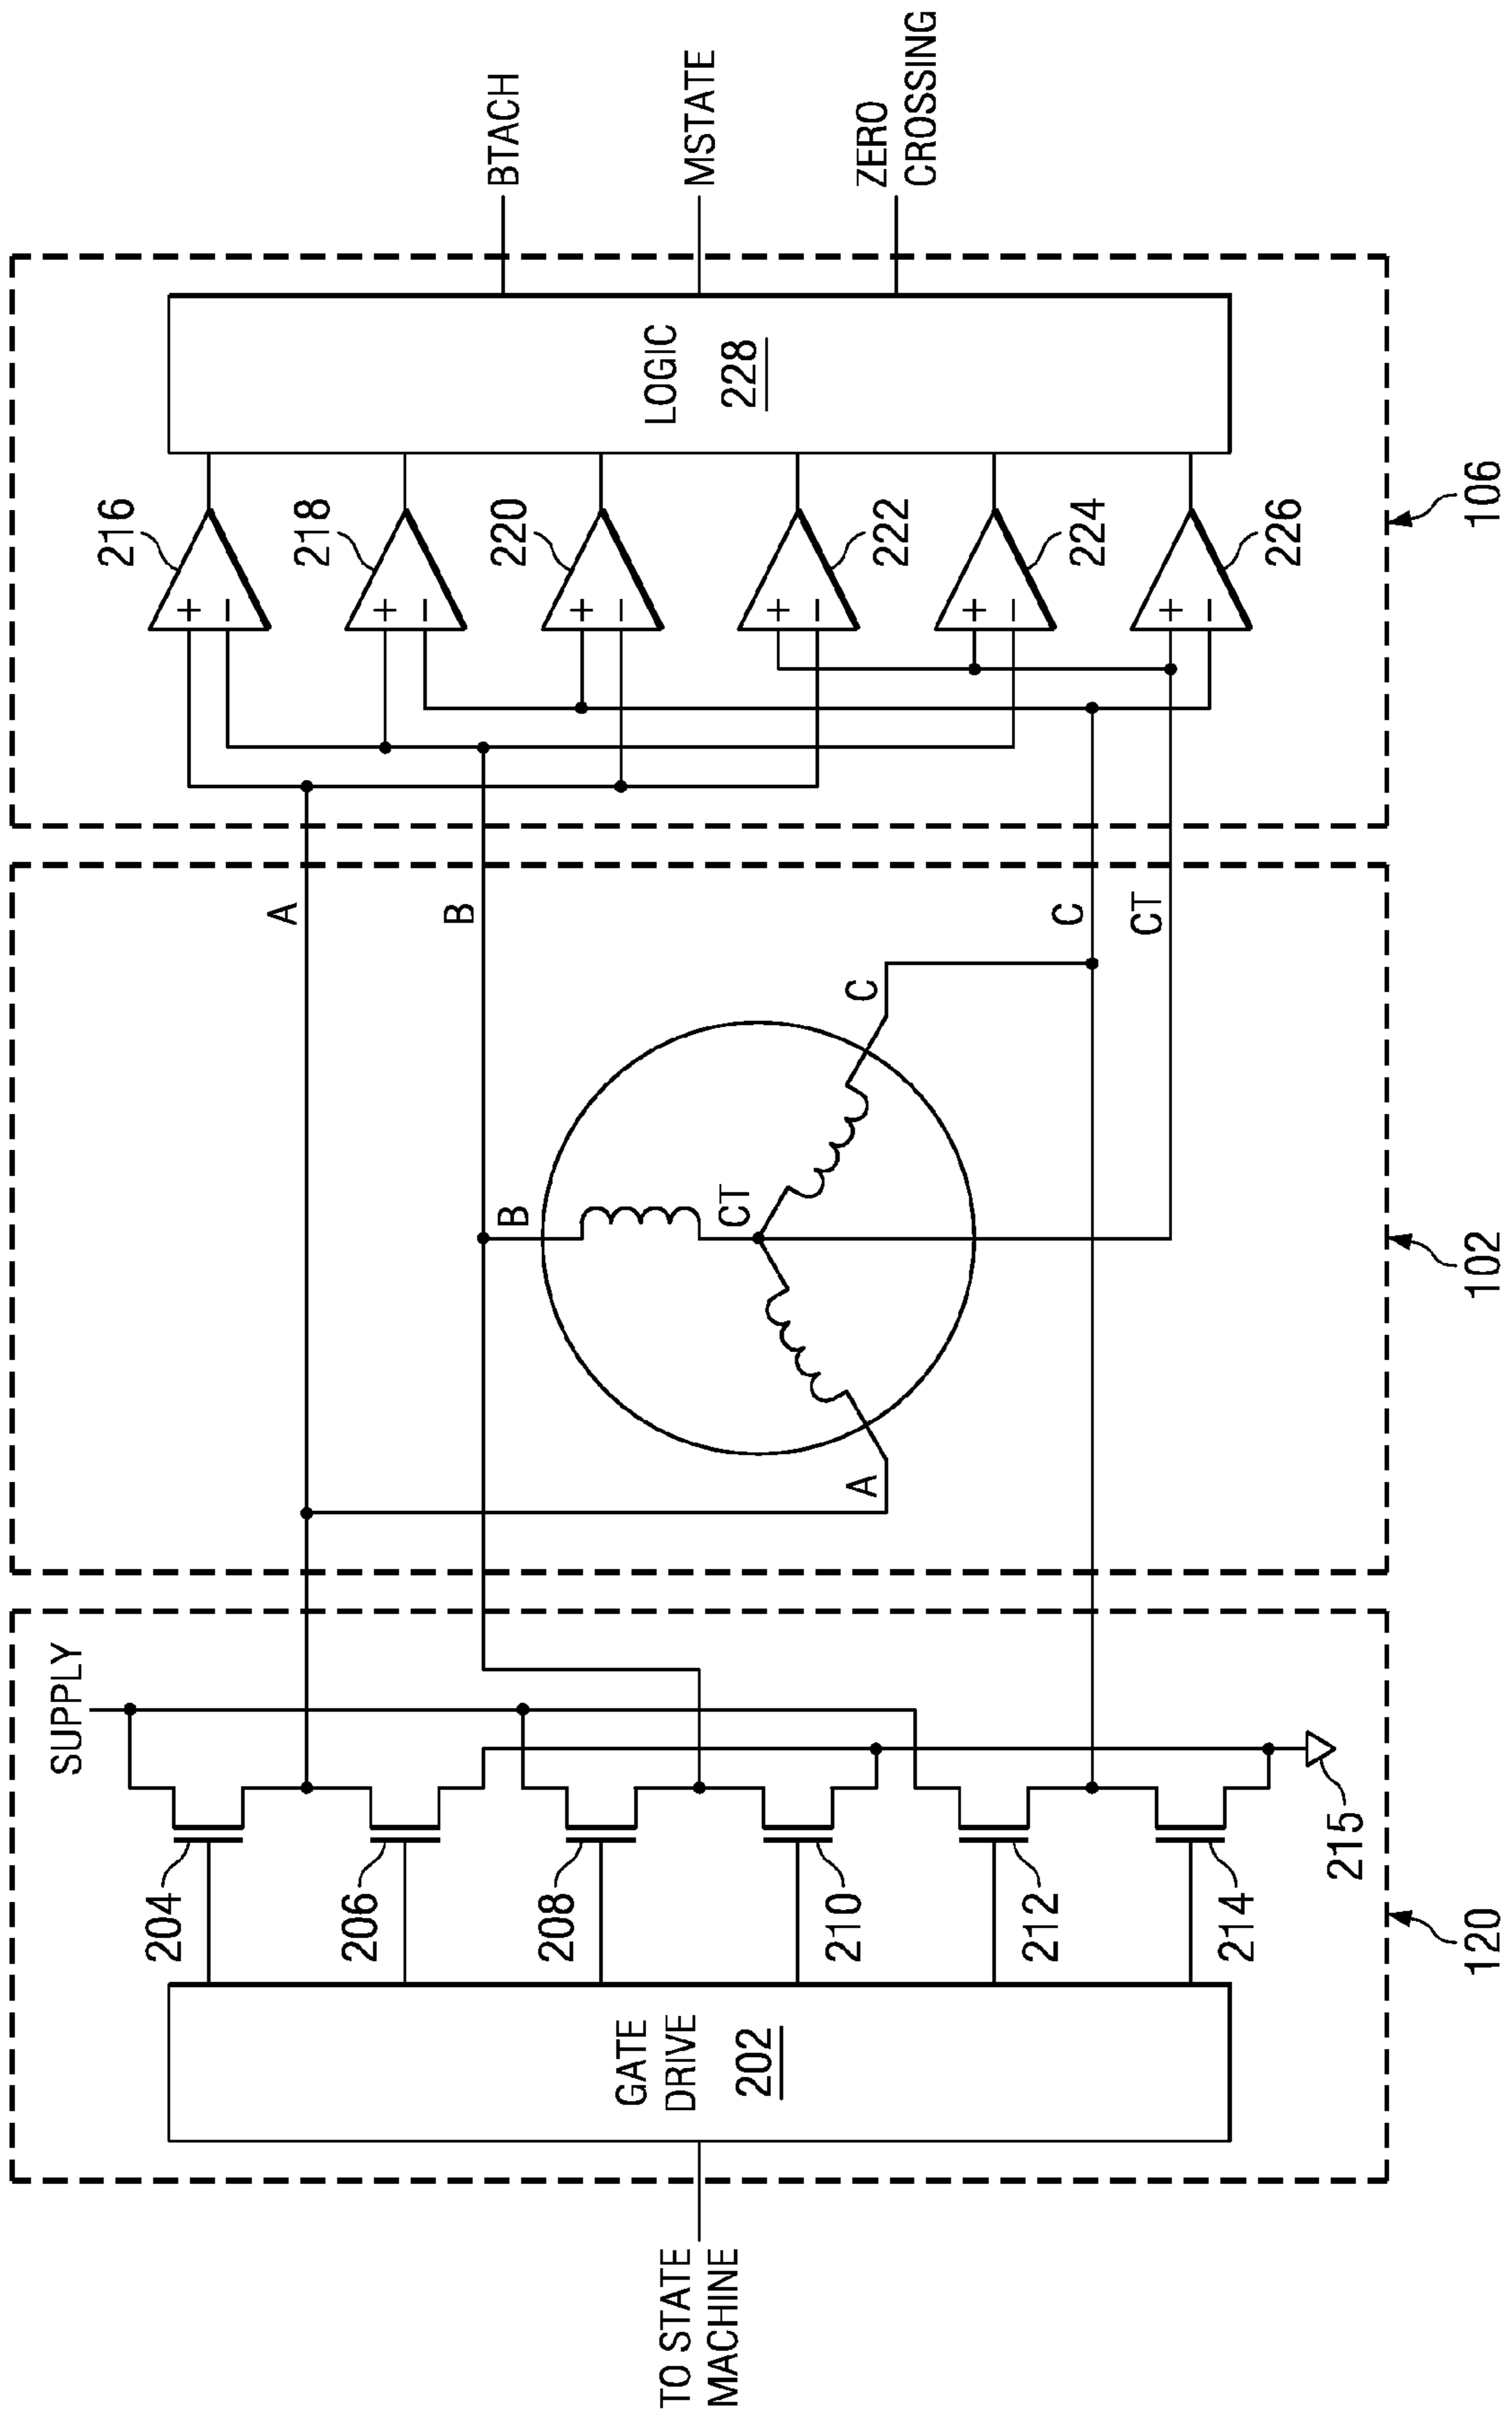 TO STATE
MACHINE
GATE
DRIVE
202
204
206
208
210
212
214
SUPPLY
215
120
A
B
C
CT
A
B
C
CT
102
216
218
220
222
224
226
+
−
+
−
+
−
+
−
+
−
+
−
LOGIC
228
106
BTACH
MSTATE
ZERO
CROSSING